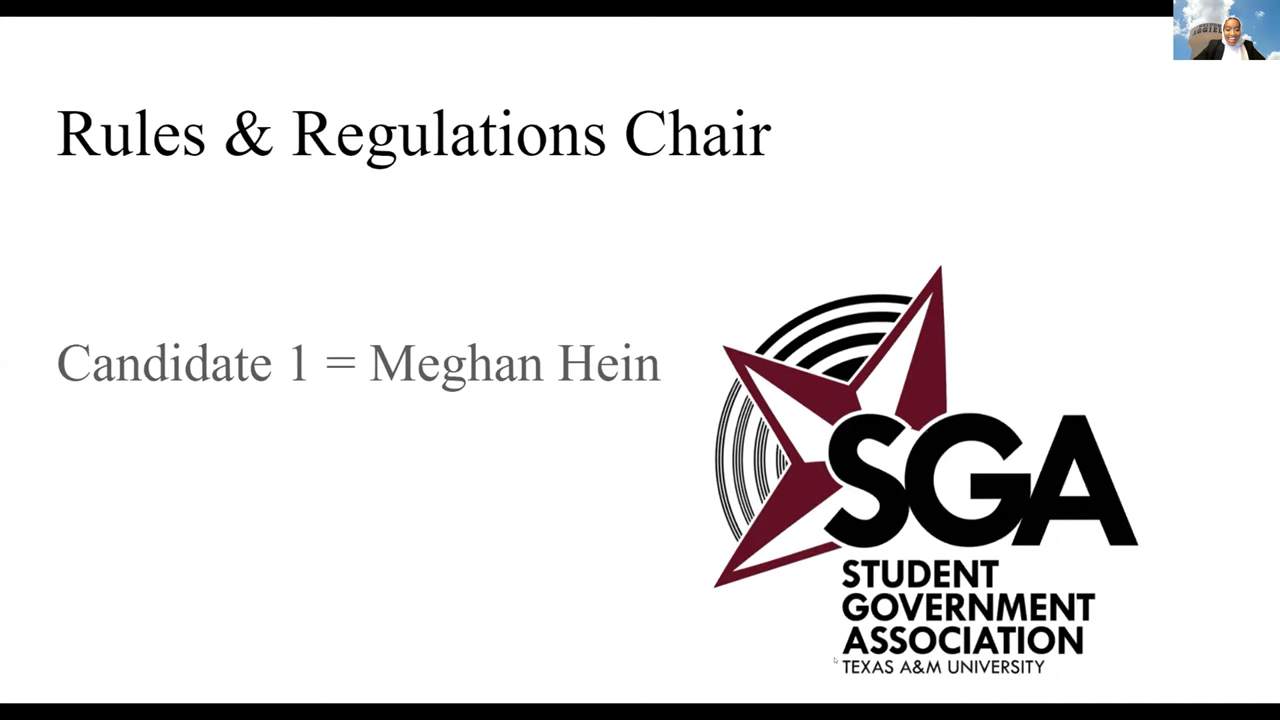 Rules & Regulations Chair
Candidate 1 = Meghan Hein
SGA
STUDENT
GOVERNMENT
ASSOCIATION
TEXAS A&M UNIVERSITY